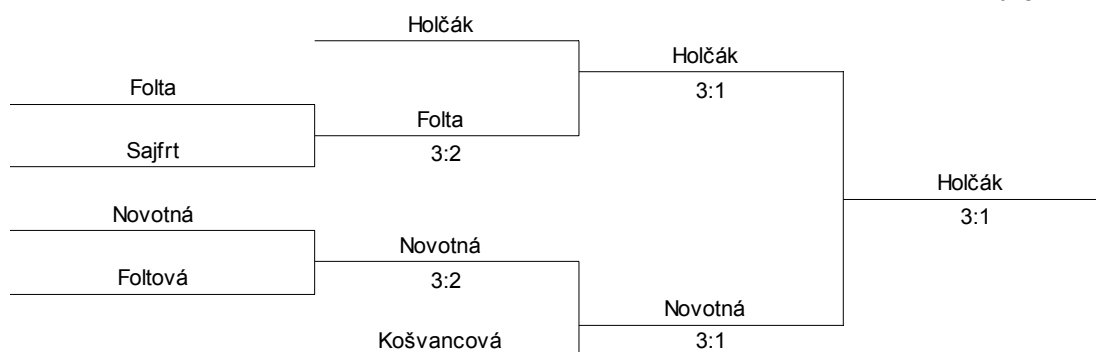 Holčák
Holčák
3:1
Folta
Folta
3:2
Sajfrt
Holčák
3:1
Novotná
Novotná
3:2
Foltová
Novotná
3:1
Košvancová